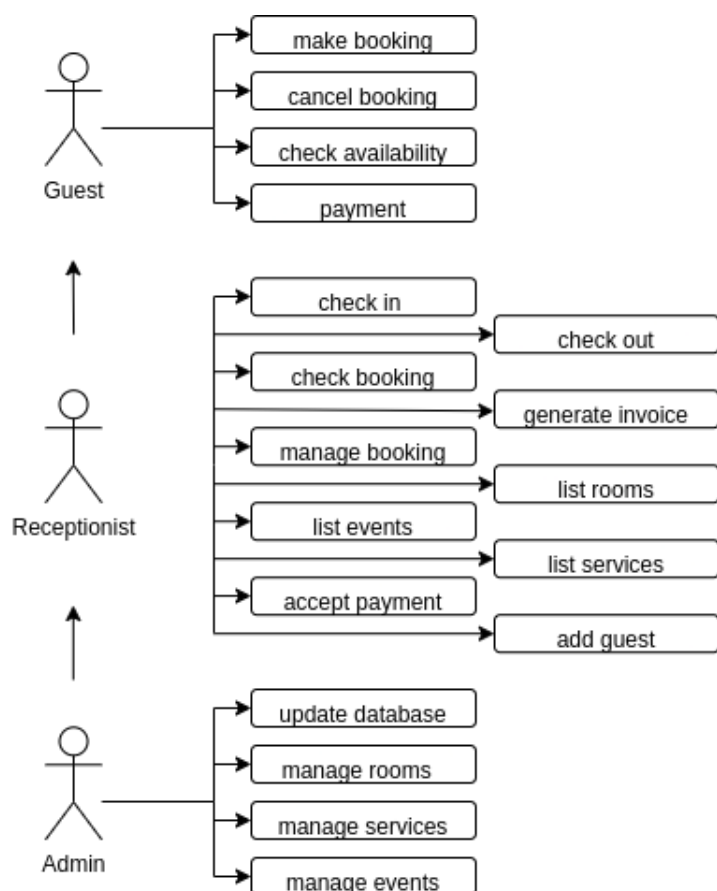 make booking
cancel booking
check availability
payment
Guest
check in
check out
check booking
generate invoice
manage booking
list rooms
list events
list services
accept payment
add guest
Receptionist
update database
manage rooms
manage services
manage events
Admin